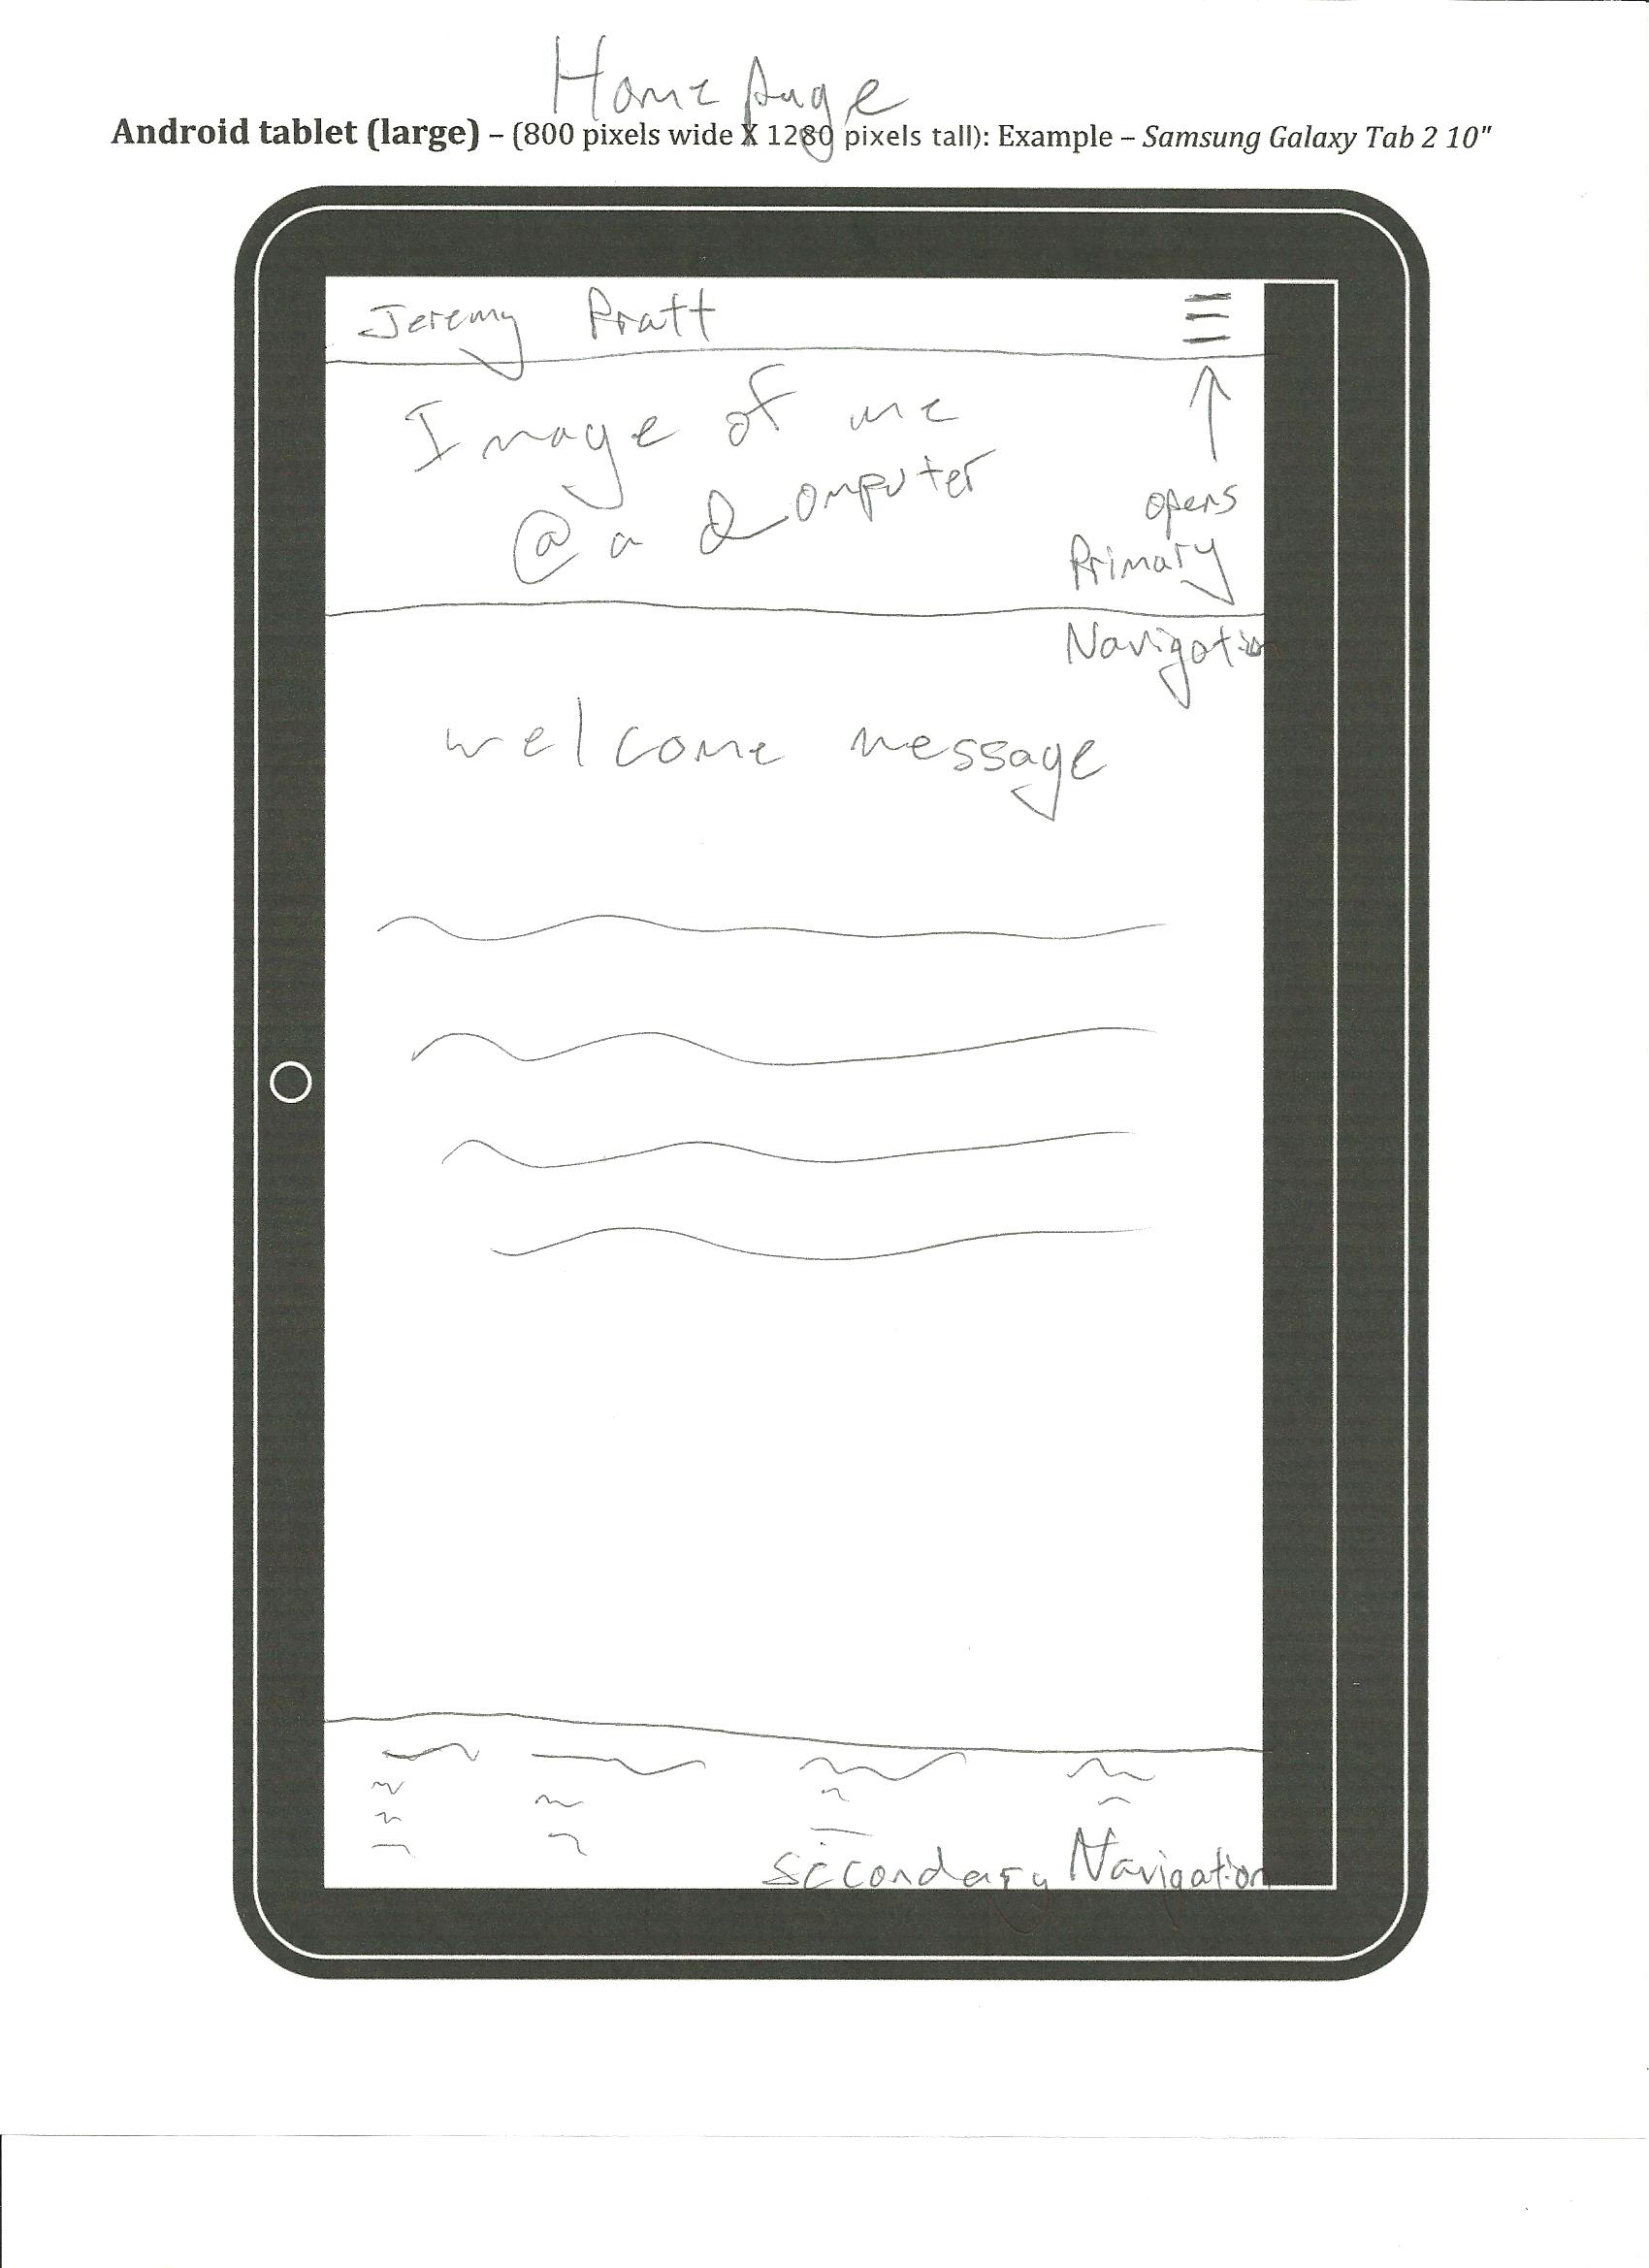 Home page
Android tablet (large) – (800 pixels wide X 1280 pixels tall): Example – Samsung Galaxy Tab 2 10"
Jeremy Pratt
Image of me
@ a computer
opens
Primary
Navigation
welcome message
secondary Navigation